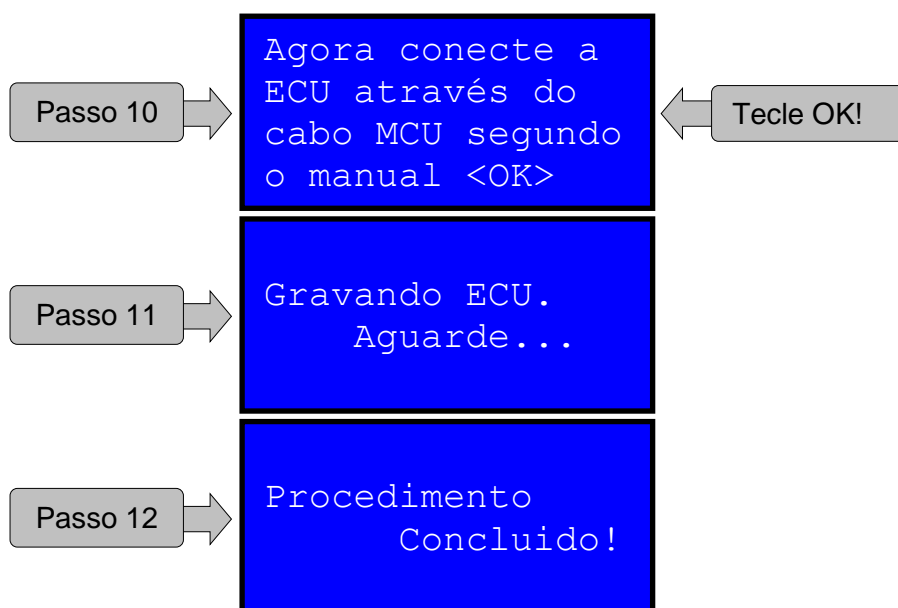 Passo 10
Agora conecte a
ECU através do
cabo MCU segundo
o manual <OK>
Tecle OK!
Passo 11
Gravando ECU.
Aguarde...
Passo 12
Procedimento
Concluido!